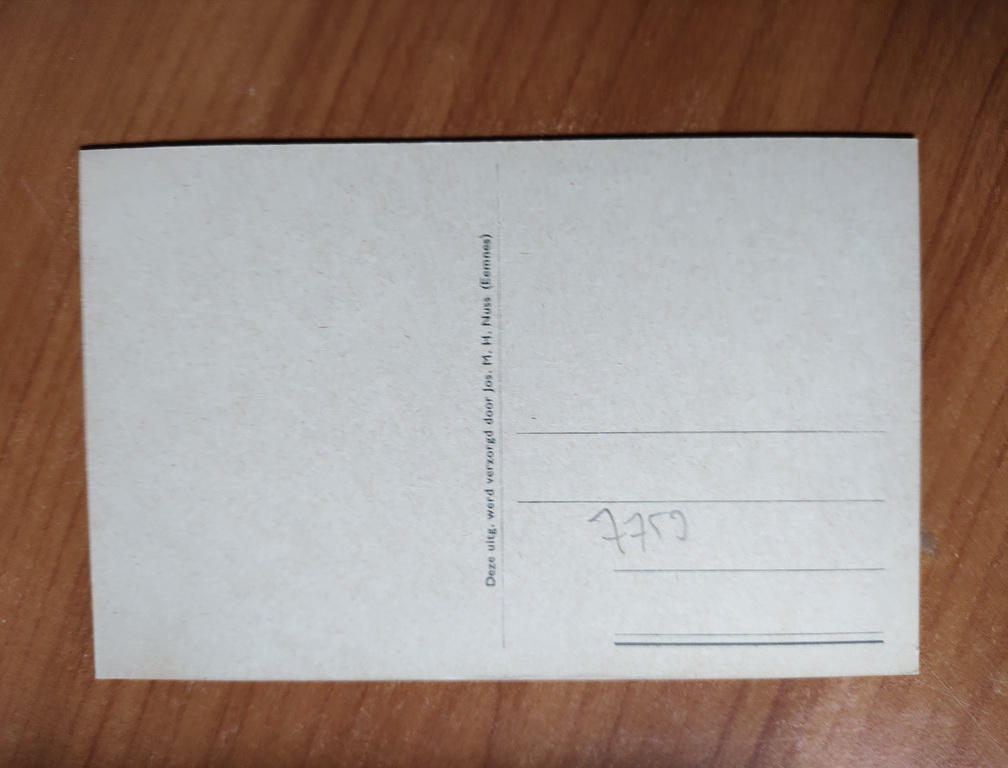 Deze uitg. werd verzorgd door Jos. M. H. Nuss (Eemnes)
7759